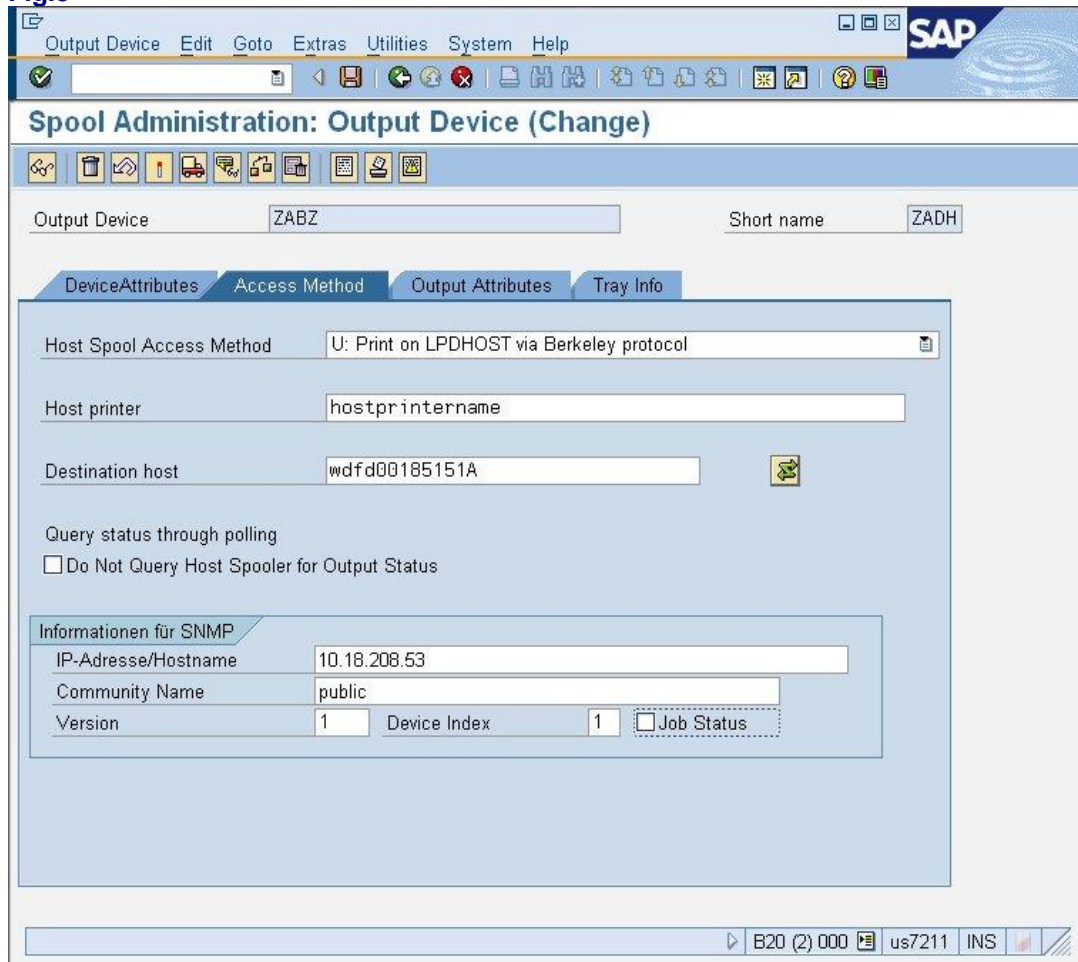 Output Device Edit Goto Extras Utilities System Help
SAP
Spool Administration: Output Device (Change)
Output Device ZABZ Short name ZADH
DeviceAttributes Access Method Output Attributes Tray Info
Host Spool Access Method U: Print on LPDHOST via Berkeley protocol
Host printer hostprintername
Destination host wdfd00185151A
Query status through polling
Do Not Query Host Spooler for Output Status
Informationen für SNMP
IP-Adresse/Hostname 10.18.208.53
Community Name public
Version 1 Device Index 1 Job Status
B20 (2) 000 us7211 INS